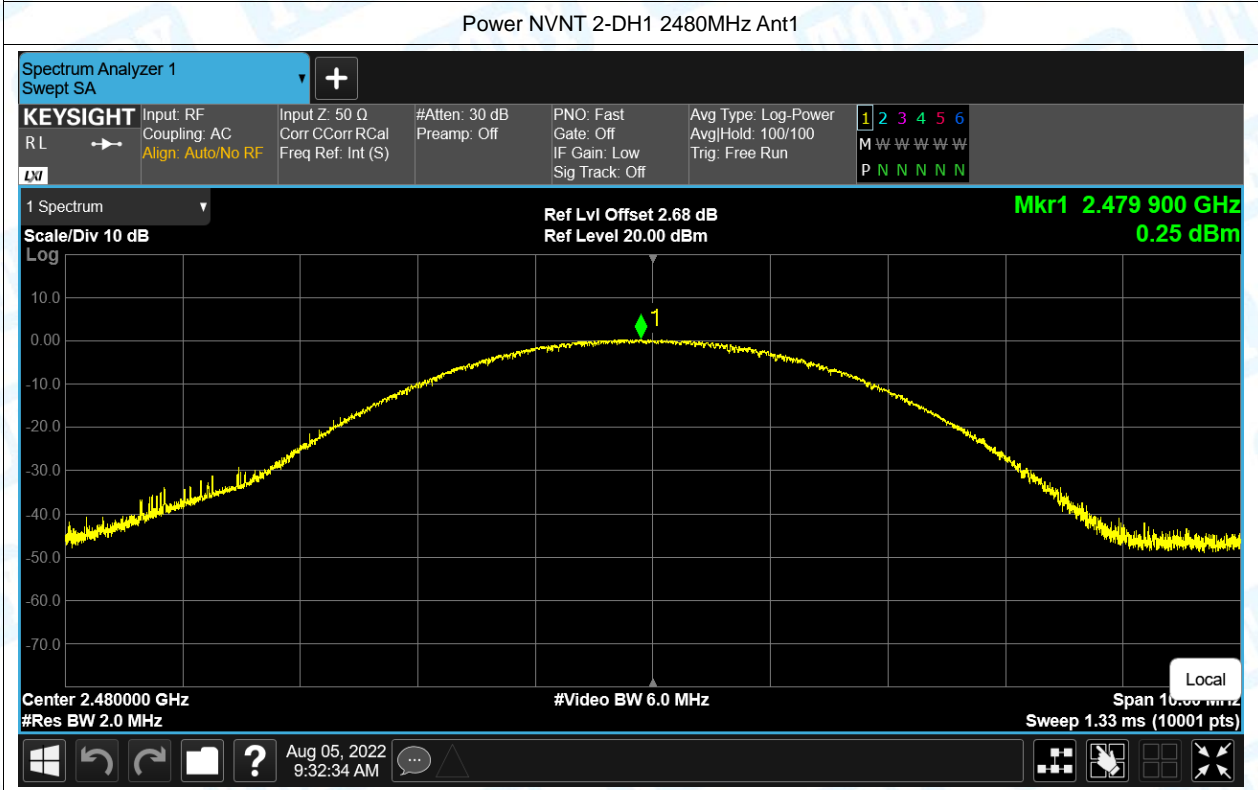 Power NVNT 2-DH1 2480MHz Ant1
Spectrum Analyzer 1
Swept SA
KEYSIGHT
R L
LXI
Input: RF
Coupling: AC
Align: Auto/No RF
Input Z: 50 Ω
Corr CCorr RCal
Freq Ref: Int (S)
#Atten: 30 dB
Preamp: Off
PNO: Fast
Gate: Off
IF Gain: Low
Sig Track: Off
Avg Type: Log-Power
Avg|Hold: 100/100
Trig: Free Run
1 2 3 4 5 6
M W W W W W
P N N N N N
1 Spectrum
Scale/Div 10 dB
Log
Ref Lvl Offset 2.68 dB
Ref Level 20.00 dBm
Mkr1 2.479 900 GHz
0.25 dBm
1
10.0
0.00
-10.0
-20.0
-30.0
-40.0
-50.0
-60.0
-70.0
Local
Center 2.480000 GHz
#Res BW 2.0 MHz
#Video BW 6.0 MHz
Span 10.00 MHz
Sweep 1.33 ms (10001 pts)
?
Aug 05, 2022
9:32:34 AM